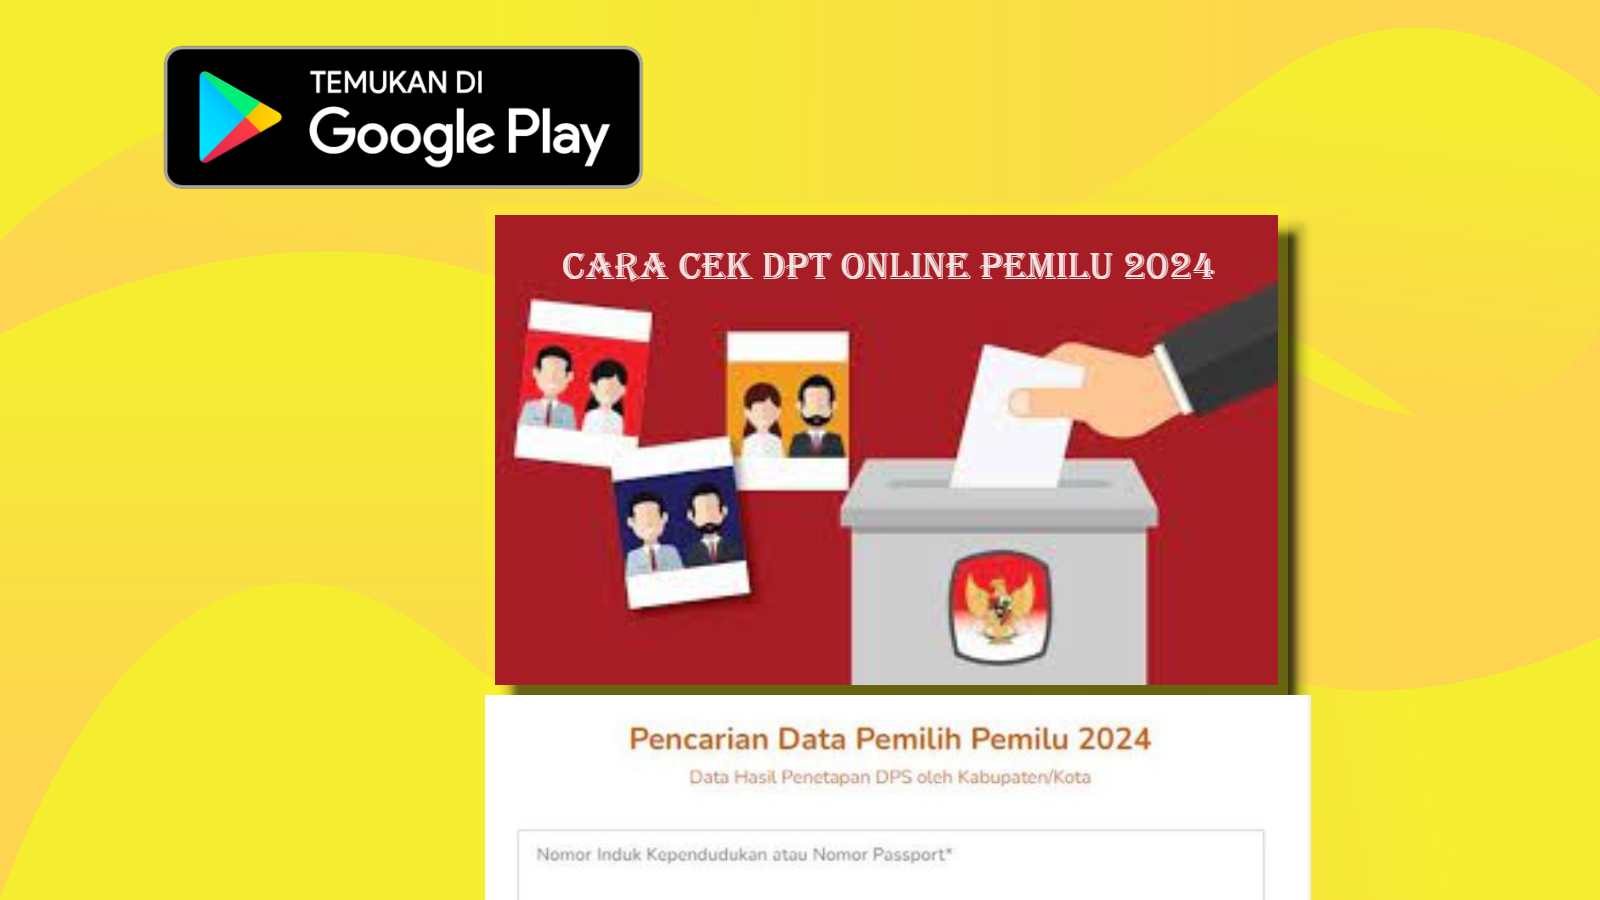 TEMUKAN DI
Google Play
CARA CEK DPT ONLINE PEMILU 2024
Pencarian Data Pemilih Pemilu 2024
Data Hasil Penetapan DPS oleh Kabupaten/Kota
Nomor Induk Kependudukan atau Nomor Passport*